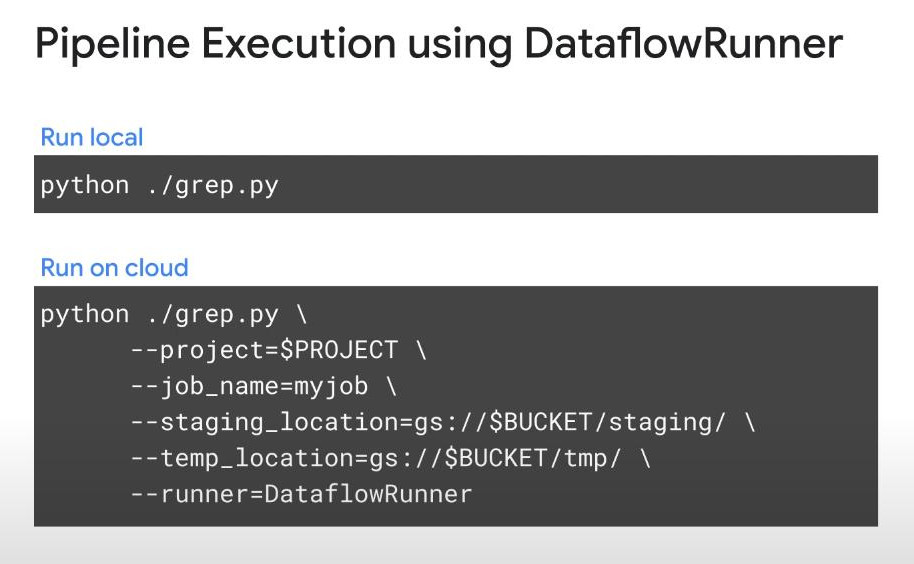 Pipeline Execution using DataflowRunner
Run local
python ./grep.py
Run on cloud
python ./grep.py \
--project=$PROJECT \
--job_name=myjob \
--staging_location=gs://$BUCKET/staging/ \
--temp_location=gs://$BUCKET/tmp/ \
--runner=DataflowRunner